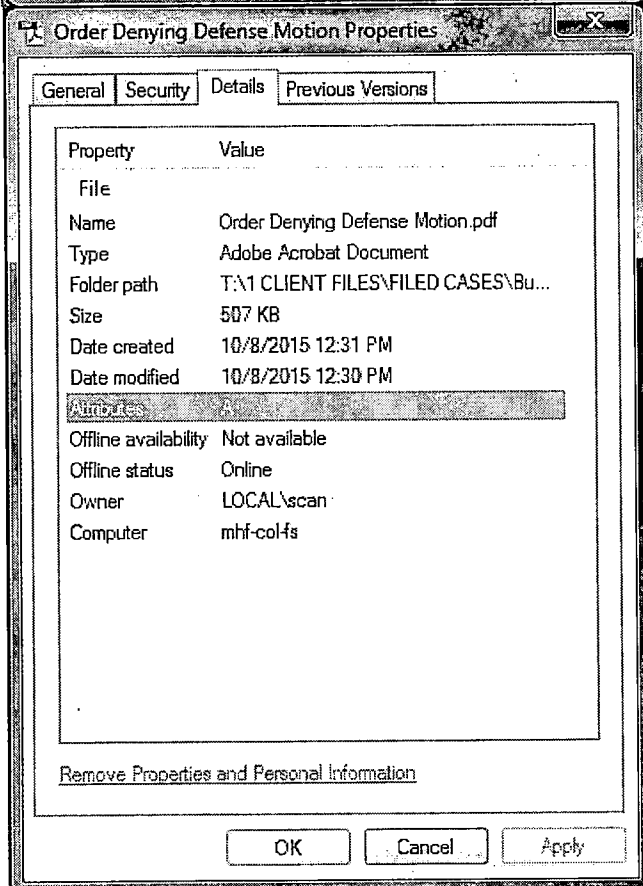 Order Denying Defense Motion Properties
X
General Security Details Previous Versions
Property Value
File
Name Order Denying Defense Motion.pdf
Type Adobe Acrobat Document
Folder path T:\1 CLIENT FILES\FILED CASES\Bu...
Size 507 KB
Date created 10/8/2015 12:31 PM
Date modified 10/8/2015 12:30 PM
Attributes A
Offline availability Not available
Offline status Online
Owner LOCAL\scan
Computer mhf-col-fs
Remove Properties and Personal Information
OK Cancel Apply